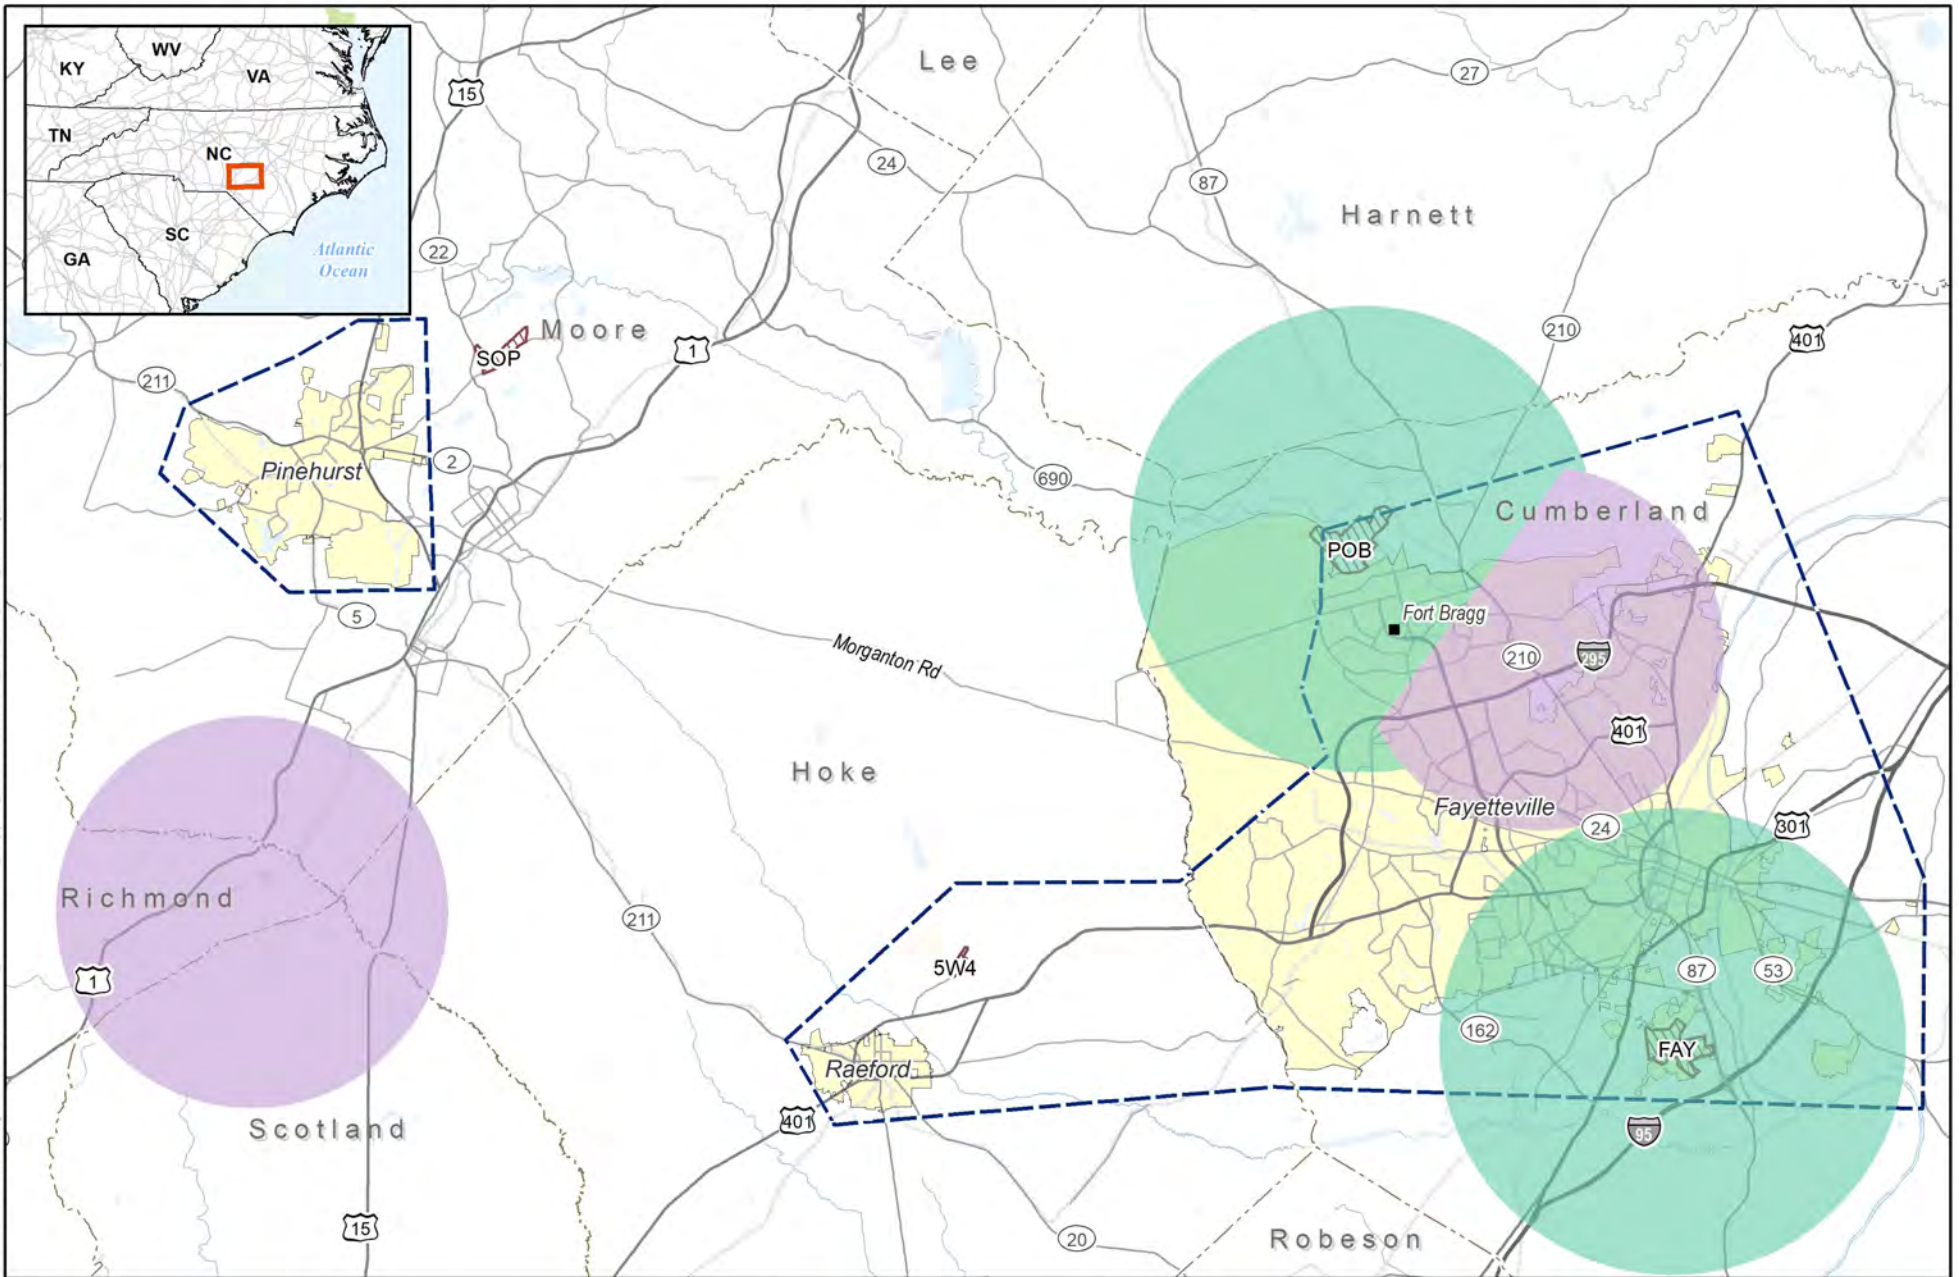 KY
WV
VA
TN
NC
SC
GA
Atlantic
Ocean
15
Lee
27
24
87
Harnett
22
Moore
SOP
1
210
401
211
2
Pinehurst
690
Cumberland
POB
5
Fort Bragg
Morganton Rd
210
295
401
Hoke
Fayetteville
24
301
Richmond
211
1
5W4
87
53
162
FAY
Raeford
401
95
Scotland
15
20
Robeson